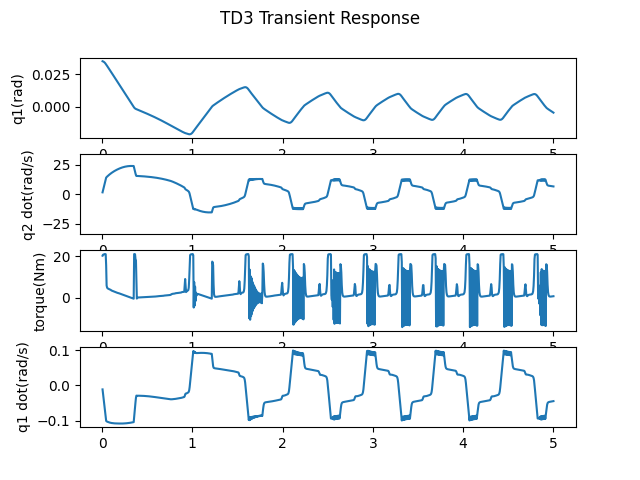 TD3 Transient Response
q1(rad)
0.025
0.000
0 1 2 3 4 5
q2 dot(rad/s)
25
0
−25
0 1 2 3 4 5
torque(Nm)
20
0
0 1 2 3 4 5
q1 dot(rad/s)
0.1
0.0
−0.1
0 1 2 3 4 5